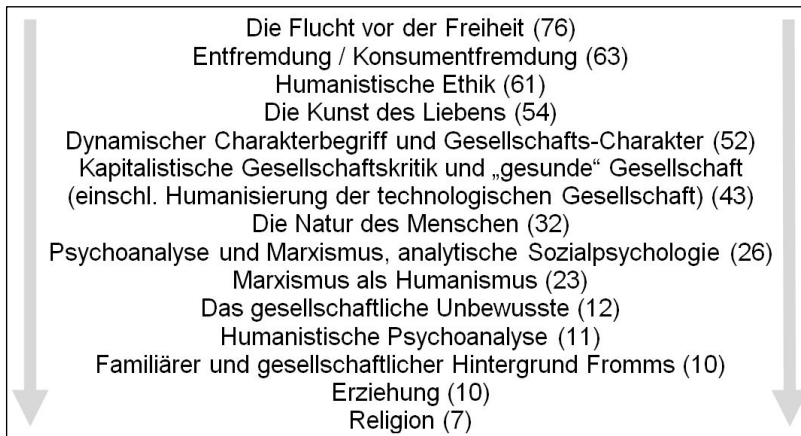 Die Flucht vor der Freiheit (76)
Entfremdung / Konsumentfremdung (63)
Humanistische Ethik (61)
Die Kunst des Liebens (54)
Dynamischer Charakterbegriff und Gesellschafts-Charakter (52)
Kapitalistische Gesellschaftskritik und „gesunde“ Gesellschaft
(einschl. Humanisierung der technologischen Gesellschaft) (43)
Die Natur des Menschen (32)
Psychoanalyse und Marxismus, analytische Sozialpsychologie (26)
Marxismus als Humanismus (23)
Das gesellschaftliche Unbewusste (12)
Humanistische Psychoanalyse (11)
Familiärer und gesellschaftlicher Hintergrund Fromms (10)
Erziehung (10)
Religion (7)